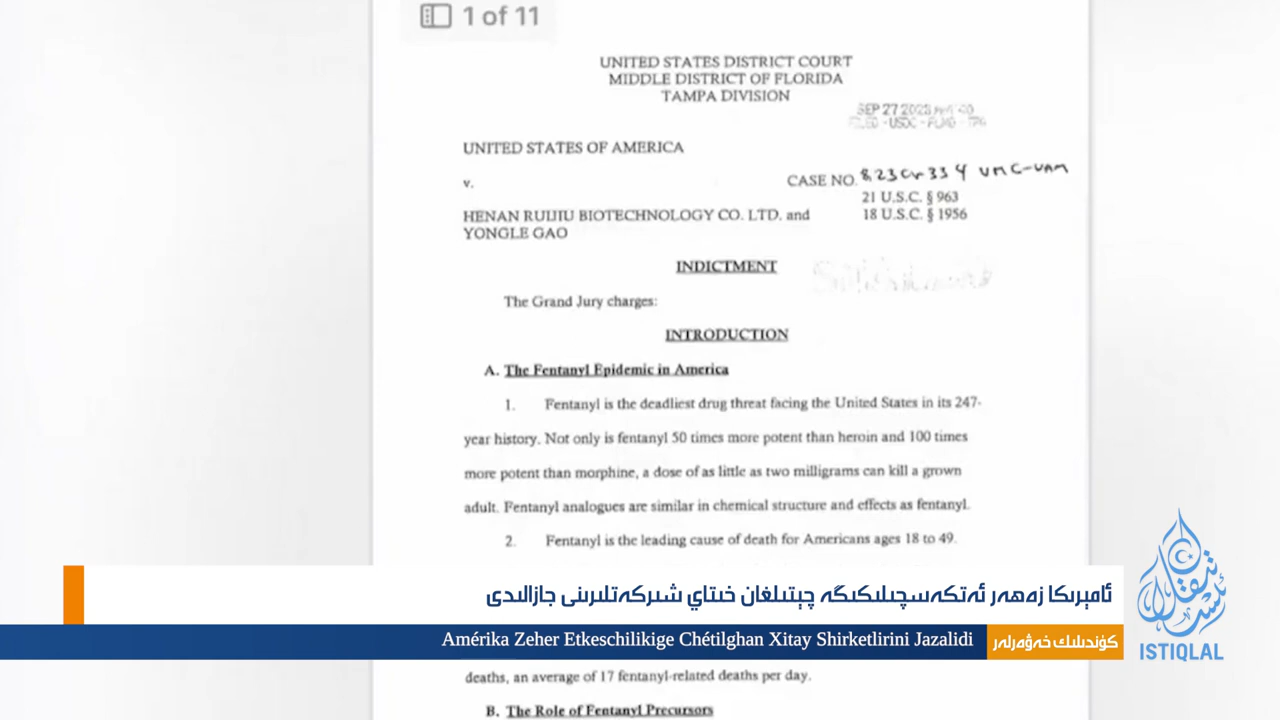 1 of 11
UNITED STATES DISTRICT COURT
MIDDLE DISTRICT OF FLORIDA
TAMPA DIVISION
SEP 27 2023
UNITED STATES OF AMERICA
v.
CASE NO.
21 U.S.C. § 963
18 U.S.C. § 1956
HENAN RUIJIU BIOTECHNOLOGY CO. LTD. and
YONGLE GAO
INDICTMENT
The Grand Jury charges:
INTRODUCTION
A. The Fentanyl Epidemic in America
1. Fentanyl is the deadliest drug threat facing the United States in its 247-
year history. Not only is fentanyl 50 times more potent than heroin and 100 times
more potent than morphine, a dose of as little as two milligrams can kill a grown
adult. Fentanyl analogues are similar in chemical structure and effects as fentanyl.
2. Fentanyl is the leading cause of death for Americans ages 18 to 49.
ئامېرىكا زەھەر ئەتكەسچىلىكىگە چېتىلغان خىتاي شىركەتلىرىنى جازالىدى
Amérika Zeher Etkeschilikige Chétilghan Xitay Shirketlirini Jazalidi
كۈندىلىك خەۋەرلەر
ISTIQLAL
deaths, an average of 17 fentanyl-related deaths per day.
B. The Role of Fentanyl Precursors